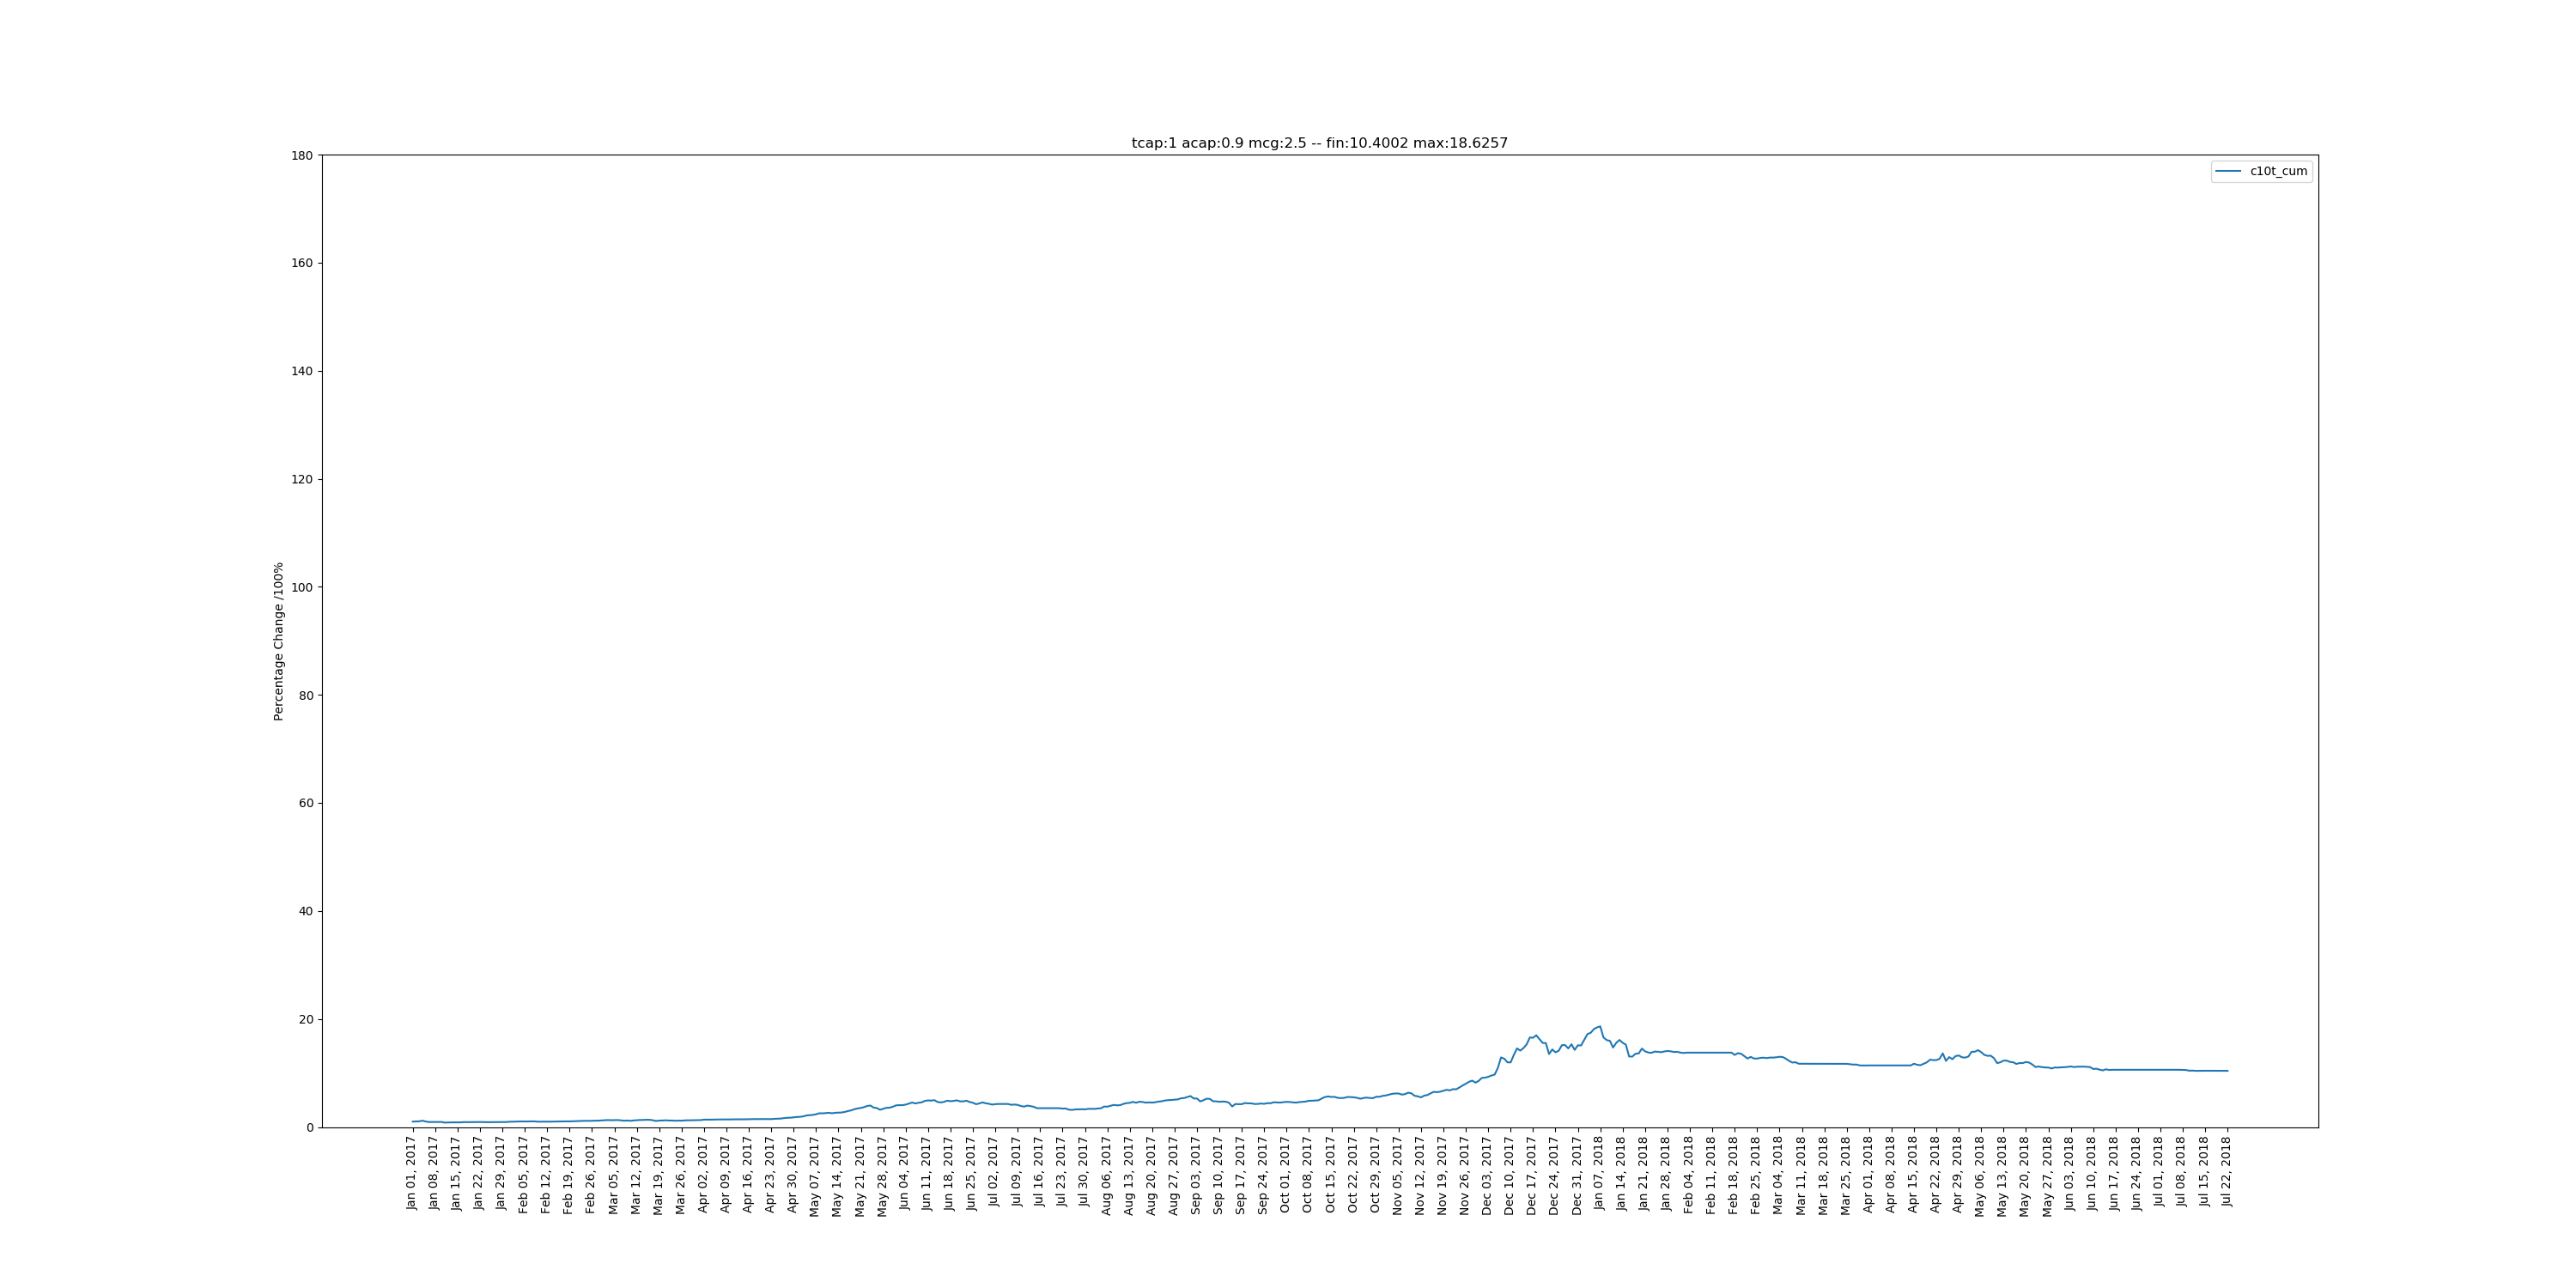 tcap:1 acap:0.9 mcg:2.5 -- fin:10.4002 max:18.6257
c10t_cum
Percentage Change /100%
180
160
140
120
100
80
60
40
20
0
Jan 01, 2017
Jan 08, 2017
Jan 15, 2017
Jan 22, 2017
Jan 29, 2017
Feb 05, 2017
Feb 12, 2017
Feb 19, 2017
Feb 26, 2017
Mar 05, 2017
Mar 12, 2017
Mar 19, 2017
Mar 26, 2017
Apr 02, 2017
Apr 09, 2017
Apr 16, 2017
Apr 23, 2017
Apr 30, 2017
May 07, 2017
May 14, 2017
May 21, 2017
May 28, 2017
Jun 04, 2017
Jun 11, 2017
Jun 18, 2017
Jun 25, 2017
Jul 02, 2017
Jul 09, 2017
Jul 16, 2017
Jul 23, 2017
Jul 30, 2017
Aug 06, 2017
Aug 13, 2017
Aug 20, 2017
Aug 27, 2017
Sep 03, 2017
Sep 10, 2017
Sep 17, 2017
Sep 24, 2017
Oct 01, 2017
Oct 08, 2017
Oct 15, 2017
Oct 22, 2017
Oct 29, 2017
Nov 05, 2017
Nov 12, 2017
Nov 19, 2017
Nov 26, 2017
Dec 03, 2017
Dec 10, 2017
Dec 17, 2017
Dec 24, 2017
Dec 31, 2017
Jan 07, 2018
Jan 14, 2018
Jan 21, 2018
Jan 28, 2018
Feb 04, 2018
Feb 11, 2018
Feb 18, 2018
Feb 25, 2018
Mar 04, 2018
Mar 11, 2018
Mar 18, 2018
Mar 25, 2018
Apr 01, 2018
Apr 08, 2018
Apr 15, 2018
Apr 22, 2018
Apr 29, 2018
May 06, 2018
May 13, 2018
May 20, 2018
May 27, 2018
Jun 03, 2018
Jun 10, 2018
Jun 17, 2018
Jun 24, 2018
Jul 01, 2018
Jul 08, 2018
Jul 15, 2018
Jul 22, 2018